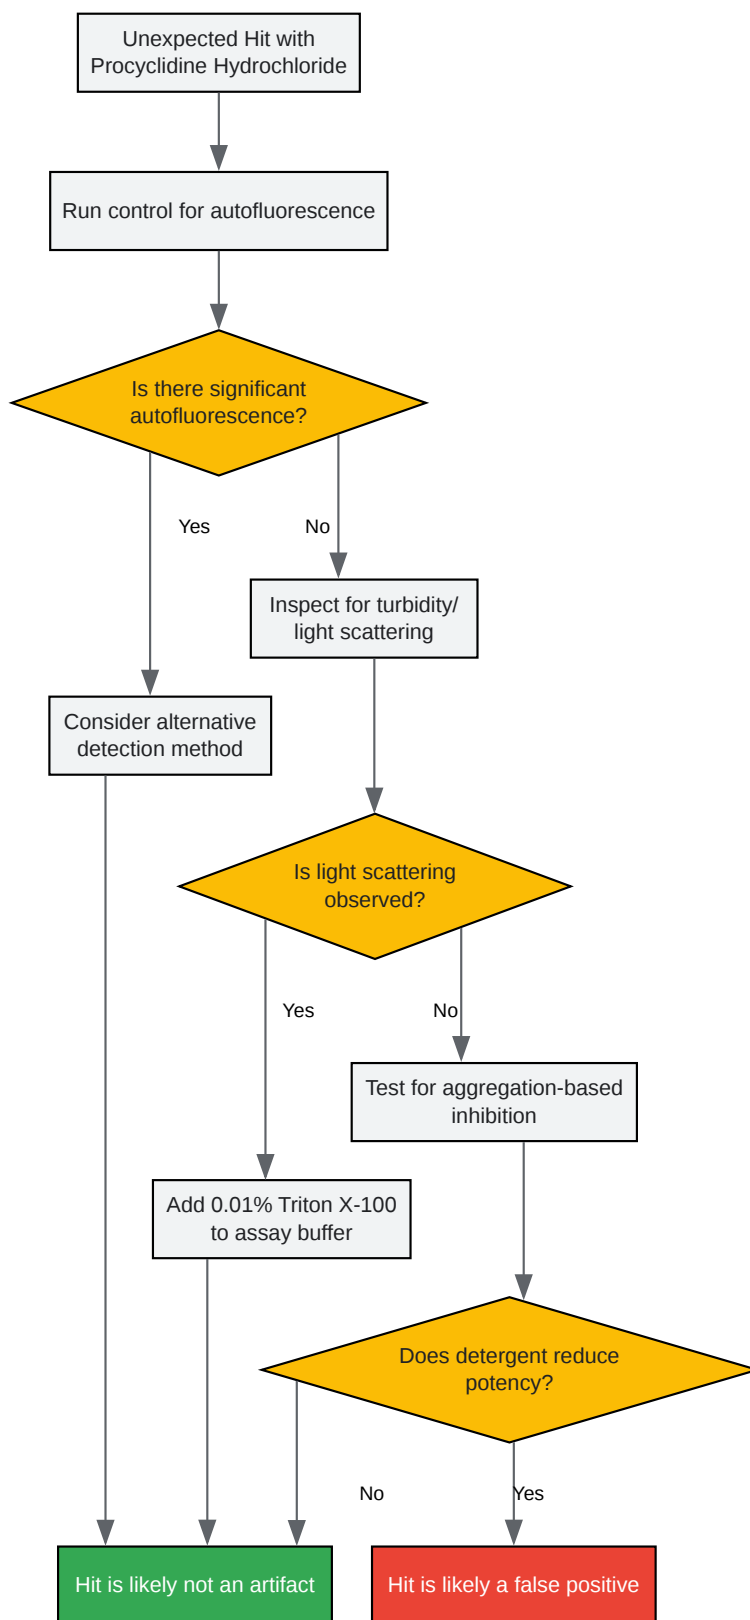 Unexpected Hit with
Procyclidine Hydrochloride
Run control for autofluorescence
Is there significant
autofluorescence?
Yes
No
Inspect for turbidity/
light scattering
Consider alternative
detection method
Is light scattering
observed?
Yes
No
Test for aggregation-based
inhibition
Add 0.01% Triton X-100
to assay buffer
Does detergent reduce
potency?
No
Yes
Hit is likely not an artifact
Hit is likely a false positive